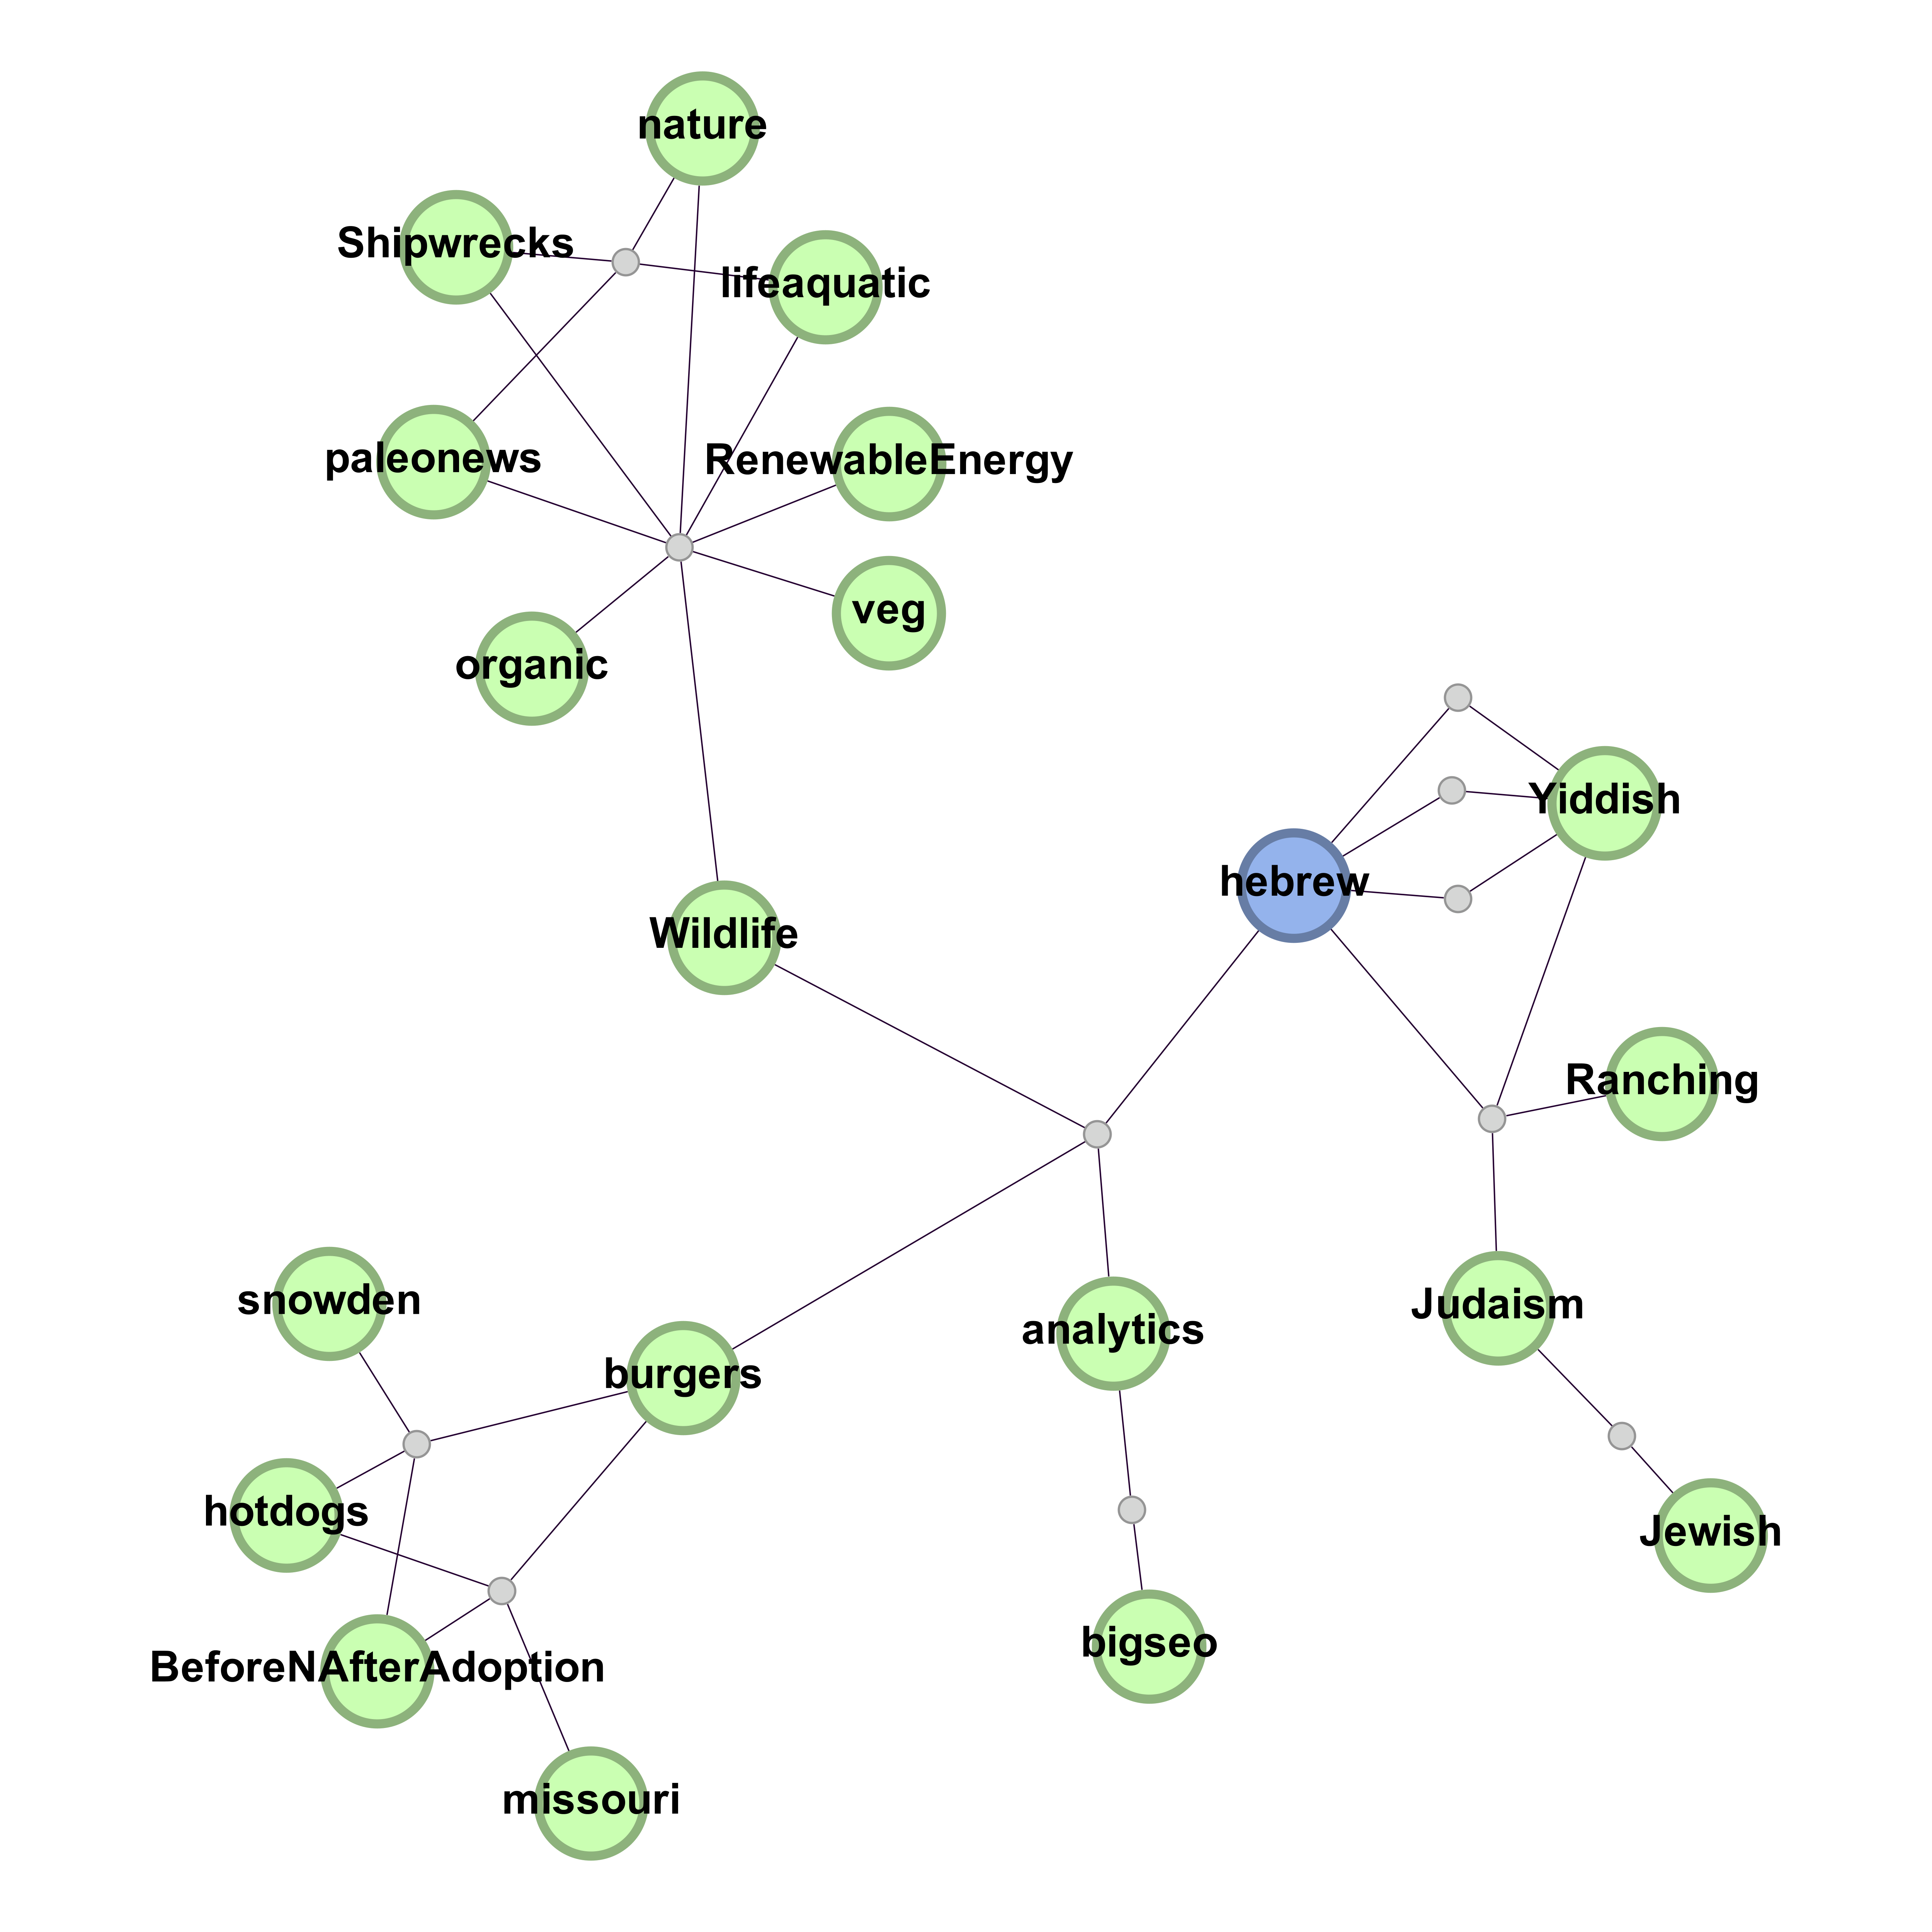 nature
Shipwrecks
lifeaquatic
paleonews
RenewableEnergy
veg
organic
Yiddish
hebrew
Wildlife
Ranching
snowden
Judaism
analytics
burgers
hotdogs
Jewish
bigseo
BeforeNAfterAdoption
missouri